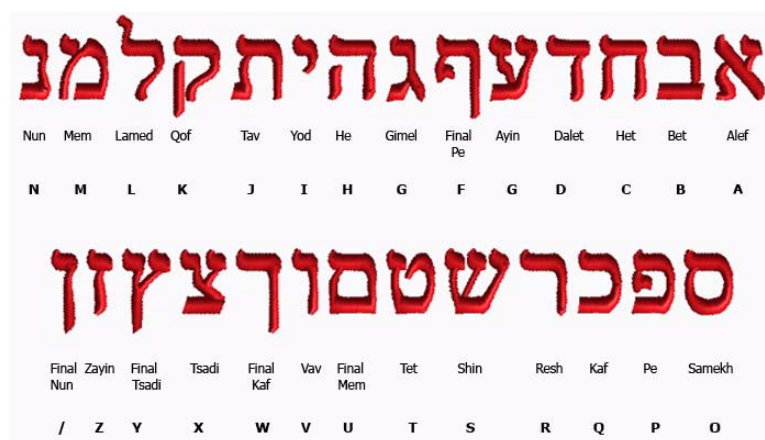 אבחדעףגהיתקלמנ
Nun Mem Lamed Qof Tav Yod He Gimel Final Ayin Dalet Het Bet Alef
Pe
N M L K J I H G F G D C B A
ספכרשטםוךצץזן
Final Zayin Final Tsadi Final Vav Final Tet Shin Resh Kaf Pe Samekh
Nun Tsadi Kaf Mem
/ Z Y X W V U T S R Q P O